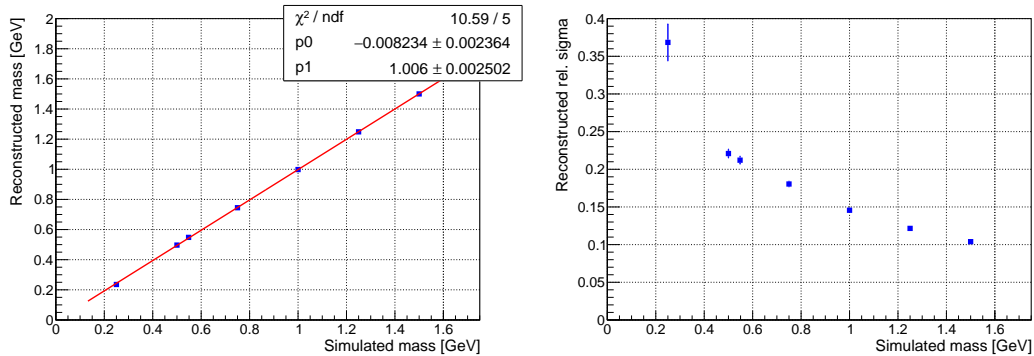 χ² / ndf 10.59 / 5
p0 −0.008234 ± 0.002364
p1 1.006 ± 0.002502
Reconstructed mass [GeV]
2
1.8
1.6
1.4
1.2
1
0.8
0.6
0.4
0.2
0
0 0.2 0.4 0.6 0.8 1 1.2 1.4 1.6
Simulated mass [GeV]
Reconstructed rel. sigma
0.4
0.35
0.3
0.25
0.2
0.15
0.1
0.05
0
0 0.2 0.4 0.6 0.8 1 1.2 1.4 1.6
Simulated mass [GeV]